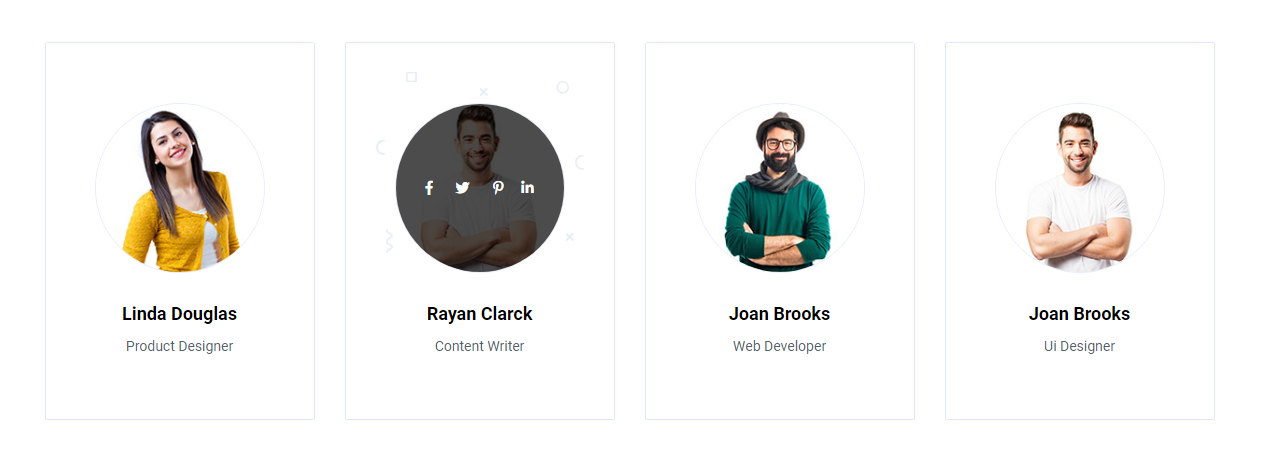 Linda Douglas
Product Designer
Rayan Clarck
Content Writer
Joan Brooks
Web Developer
Joan Brooks
Ui Designer